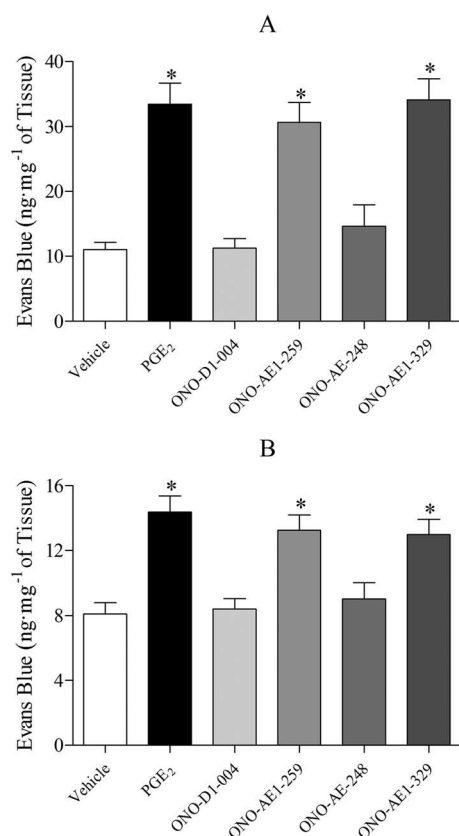 A
Evans Blue (ng·mg⁻¹ of Tissue)
40
30
20
10
0
* * *
Vehicle PGE₂ ONO-D1-004 ONO-AE1-259 ONO-AE-248 ONO-AE1-329
B
Evans Blue (ng·mg⁻¹ of Tissue)
16
12
8
4
0
* * *
Vehicle PGE₂ ONO-D1-004 ONO-AE1-259 ONO-AE-248 ONO-AE1-329